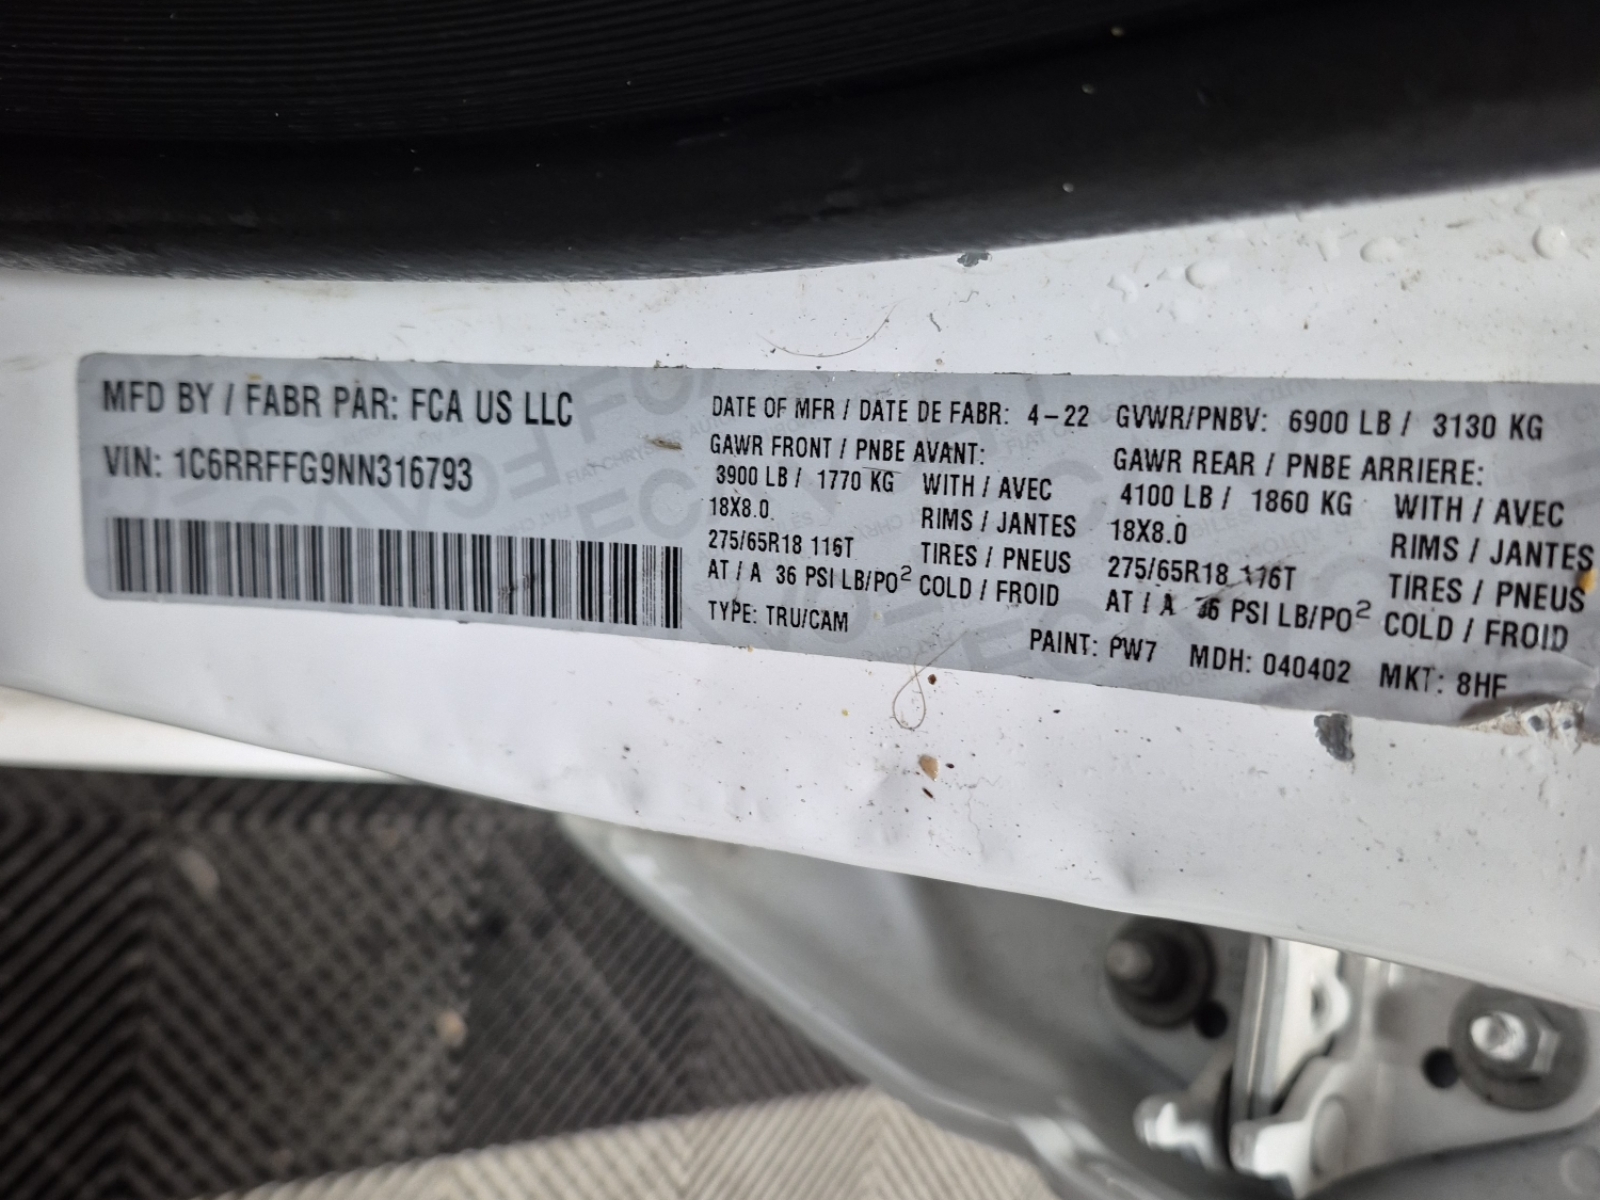 MFD BY / FABR PAR: FCA US LLC
VIN: 1C6RRFFG9NN316793
DATE OF MFR / DATE DE FABR: 4-22 GVWR/PNBV: 6900 LB / 3130 KG
GAWR FRONT / PNBE AVANT:
3900 LB / 1770 KG WITH / AVEC
18X8.0 RIMS / JANTES
275/65R18 116T TIRES / PNEUS
AT / A 36 PSI LB/PO² COLD / FROID
TYPE: TRU/CAM
GAWR REAR / PNBE ARRIERE:
4100 LB / 1860 KG WITH / AVEC
18X8.0 RIMS / JANTES
275/65R18 116T TIRES / PNEUS
AT / A 36 PSI LB/PO² COLD / FROID
PAINT: PW7 MDH: 040402 MKT: 8HF